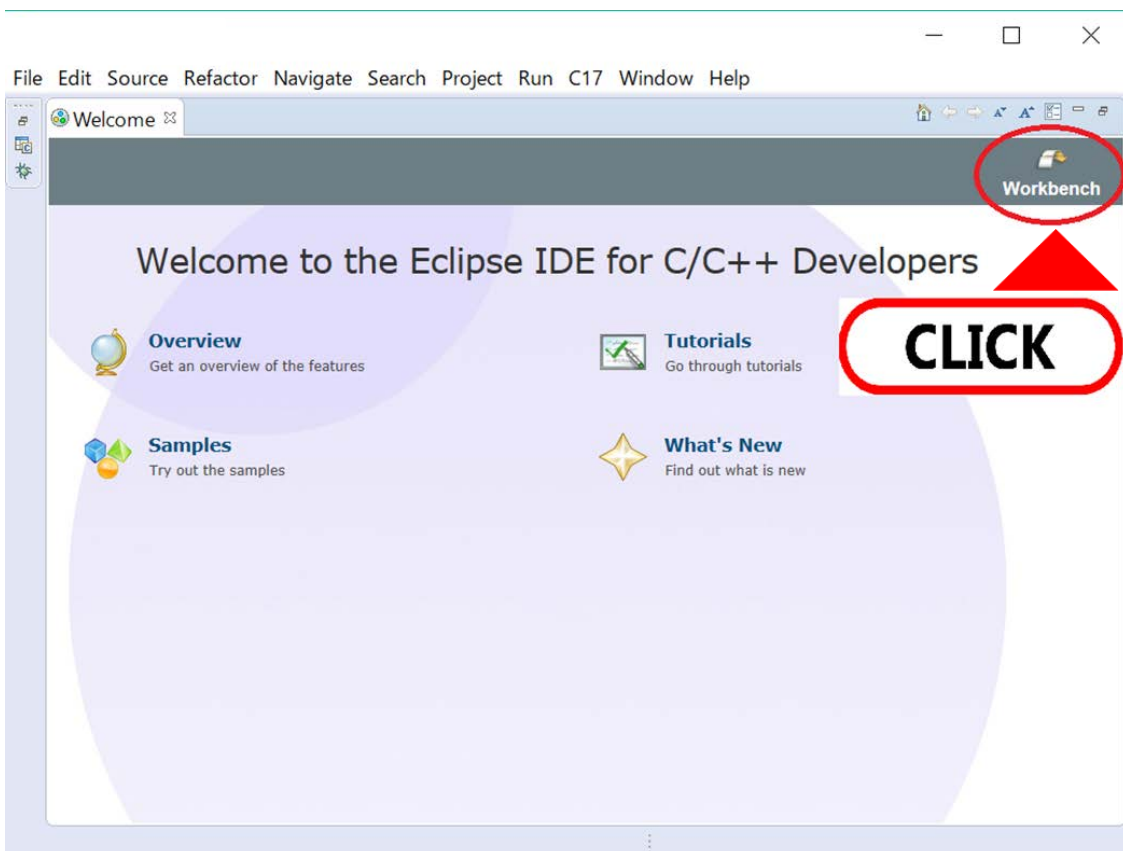 File Edit Source Refactor Navigate Search Project Run C17 Window Help
Welcome
Workbench
Welcome to the Eclipse IDE for C/C++ Developers
Overview
Get an overview of the features
Tutorials
Go through tutorials
CLICK
Samples
Try out the samples
What's New
Find out what is new